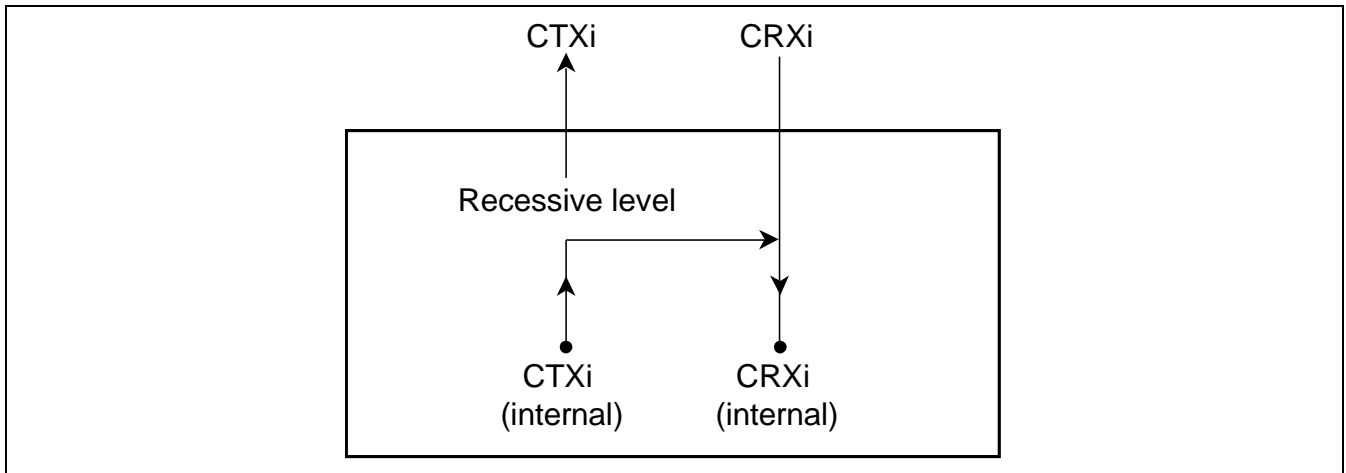 CTXi CRXi
Recessive level
CTXi CRXi
(internal) (internal)